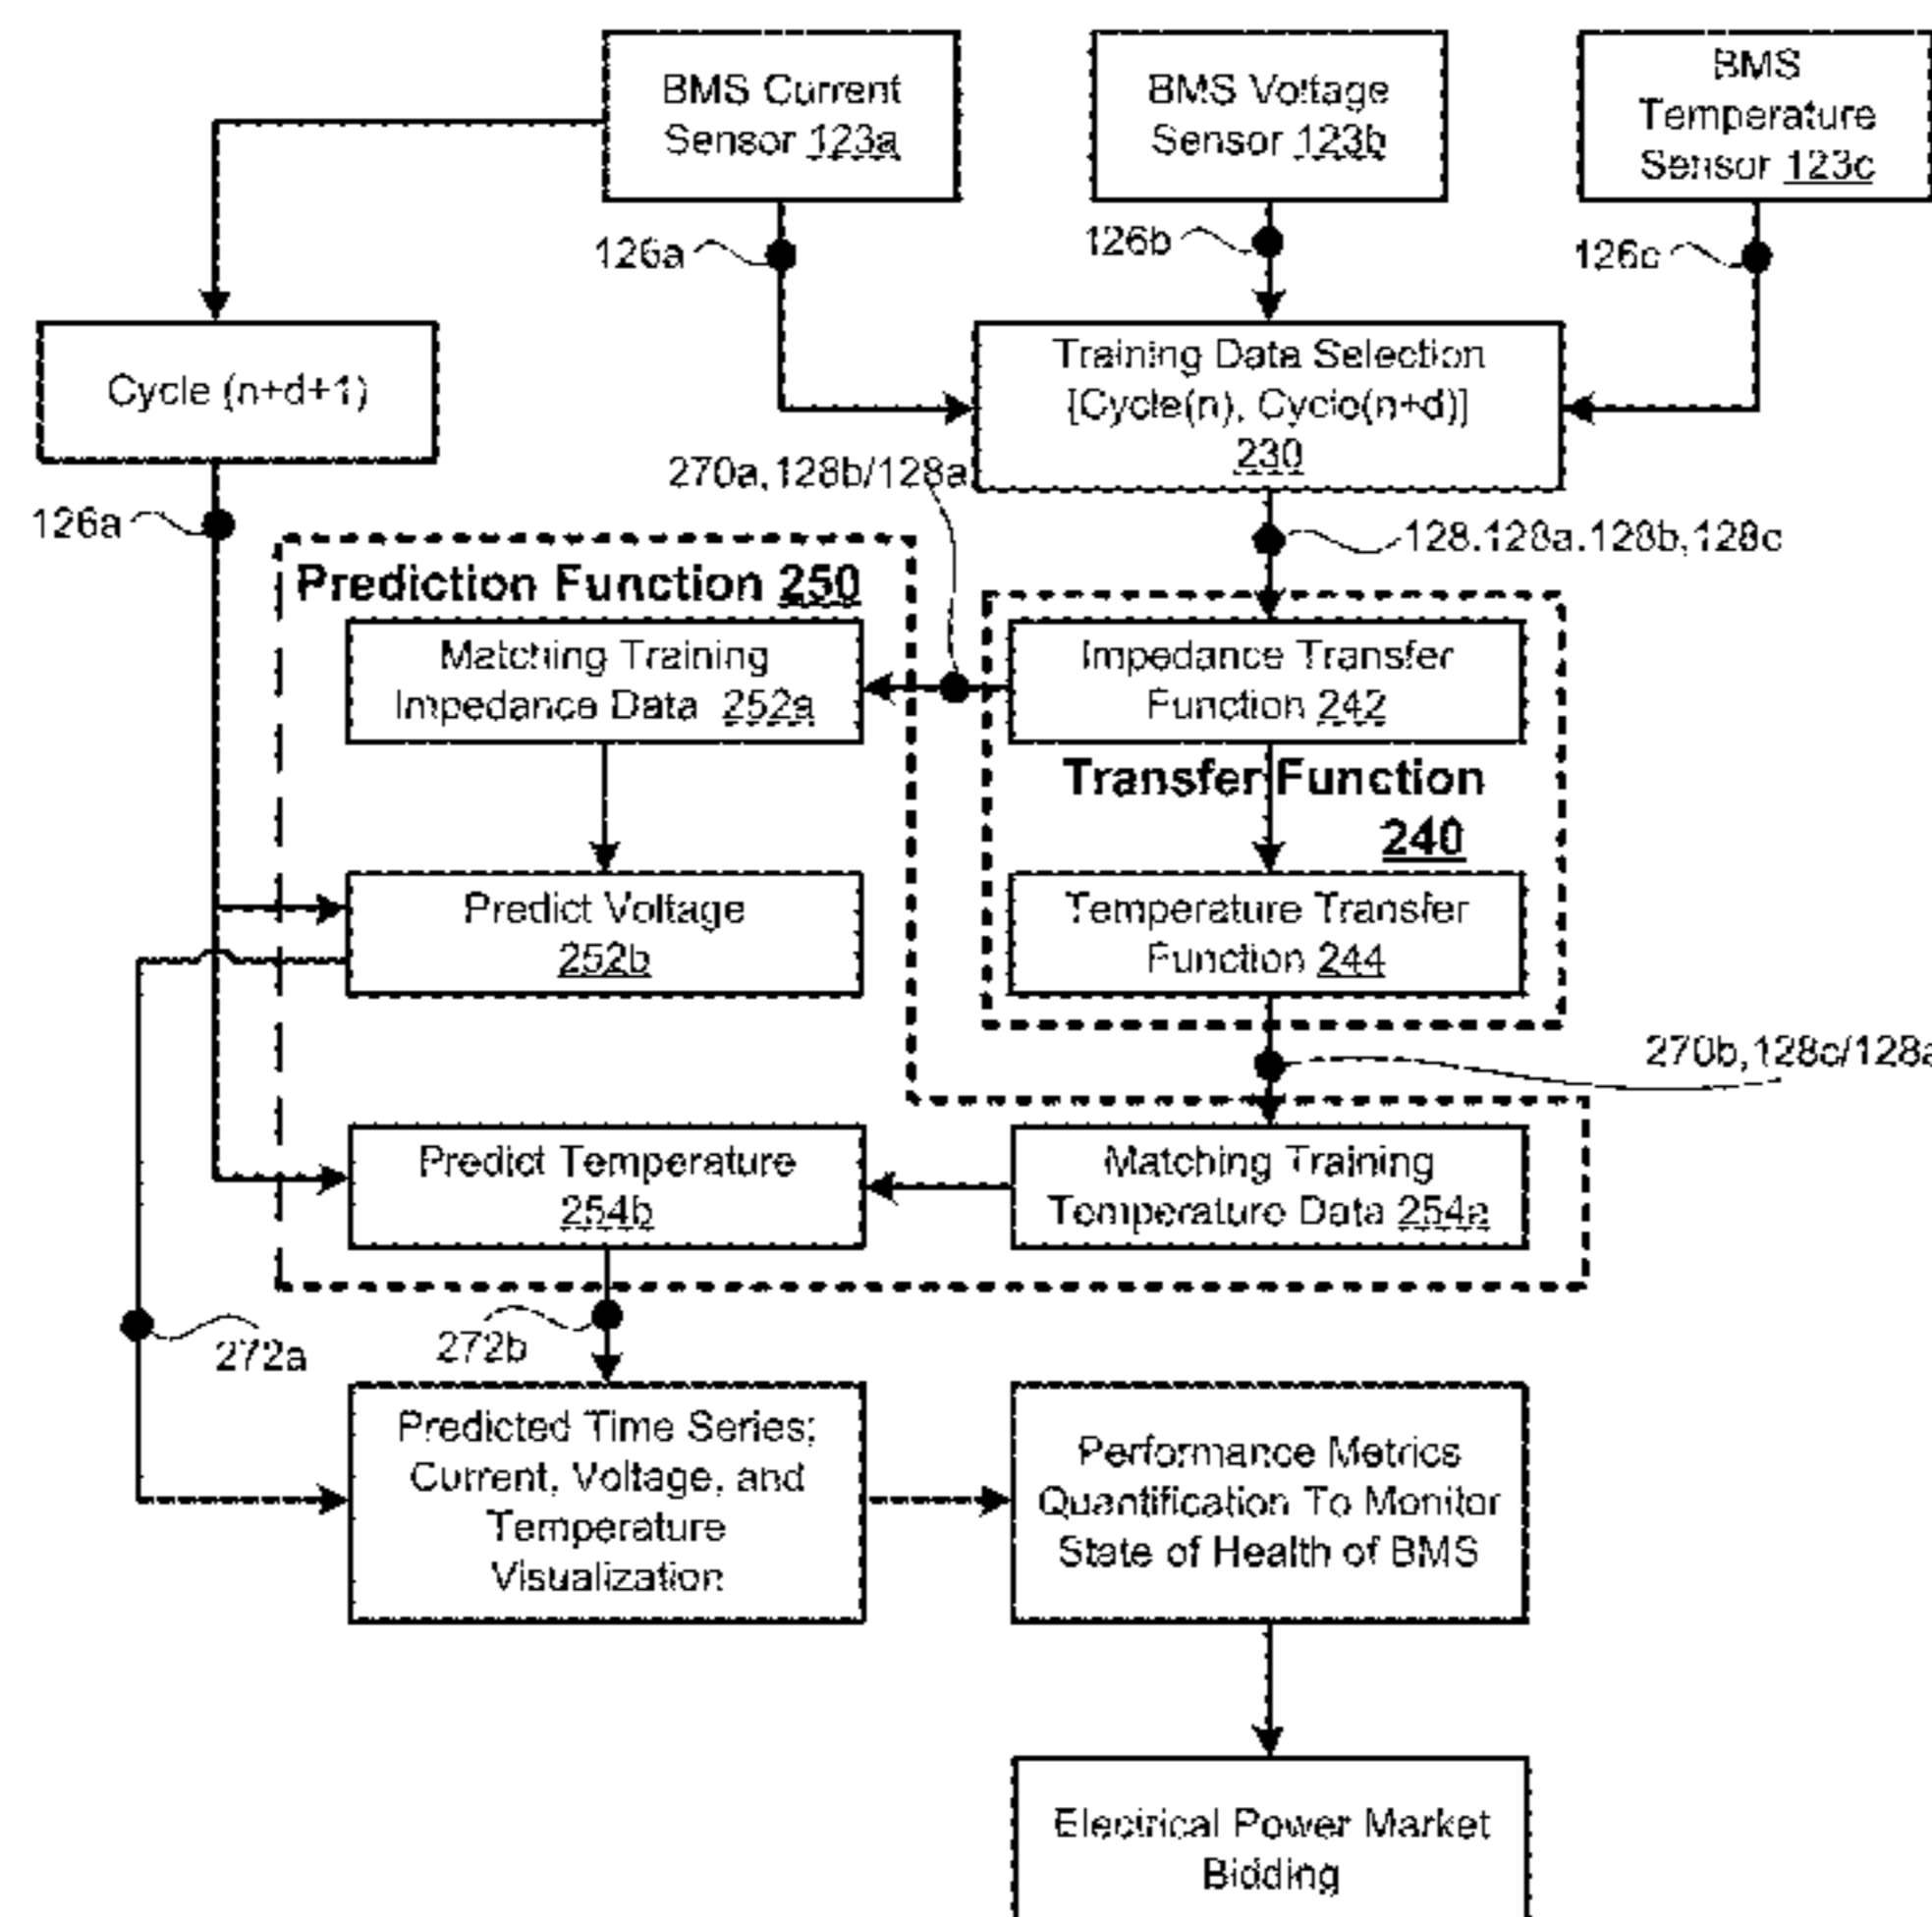 BMS Current
Sensor 123a
BMS Voltage
Sensor 123b
BMS
Temperature
Sensor 123c
126a
126b
126c
Cycle (n+d+1)
Training Data Selection
[Cycle(n), Cycle(n+d)]
230
270a,128b/128a
126a
128,128a,128b,128c
Prediction Function 250
Matching Training
Impedance Data 252a
Impedance Transfer
Function 242
Transfer Function
240
Predict Voltage
252b
Temperature Transfer
Function 244
270b,128c/128a
Predict Temperature
254b
Matching Training
Temperature Data 254a
272a
272b
Predicted Time Series;
Current, Voltage, and
Temperature
Visualization
Performance Metrics
Quantification To Monitor
State of Health of BMS
Electrical Power Market
Bidding